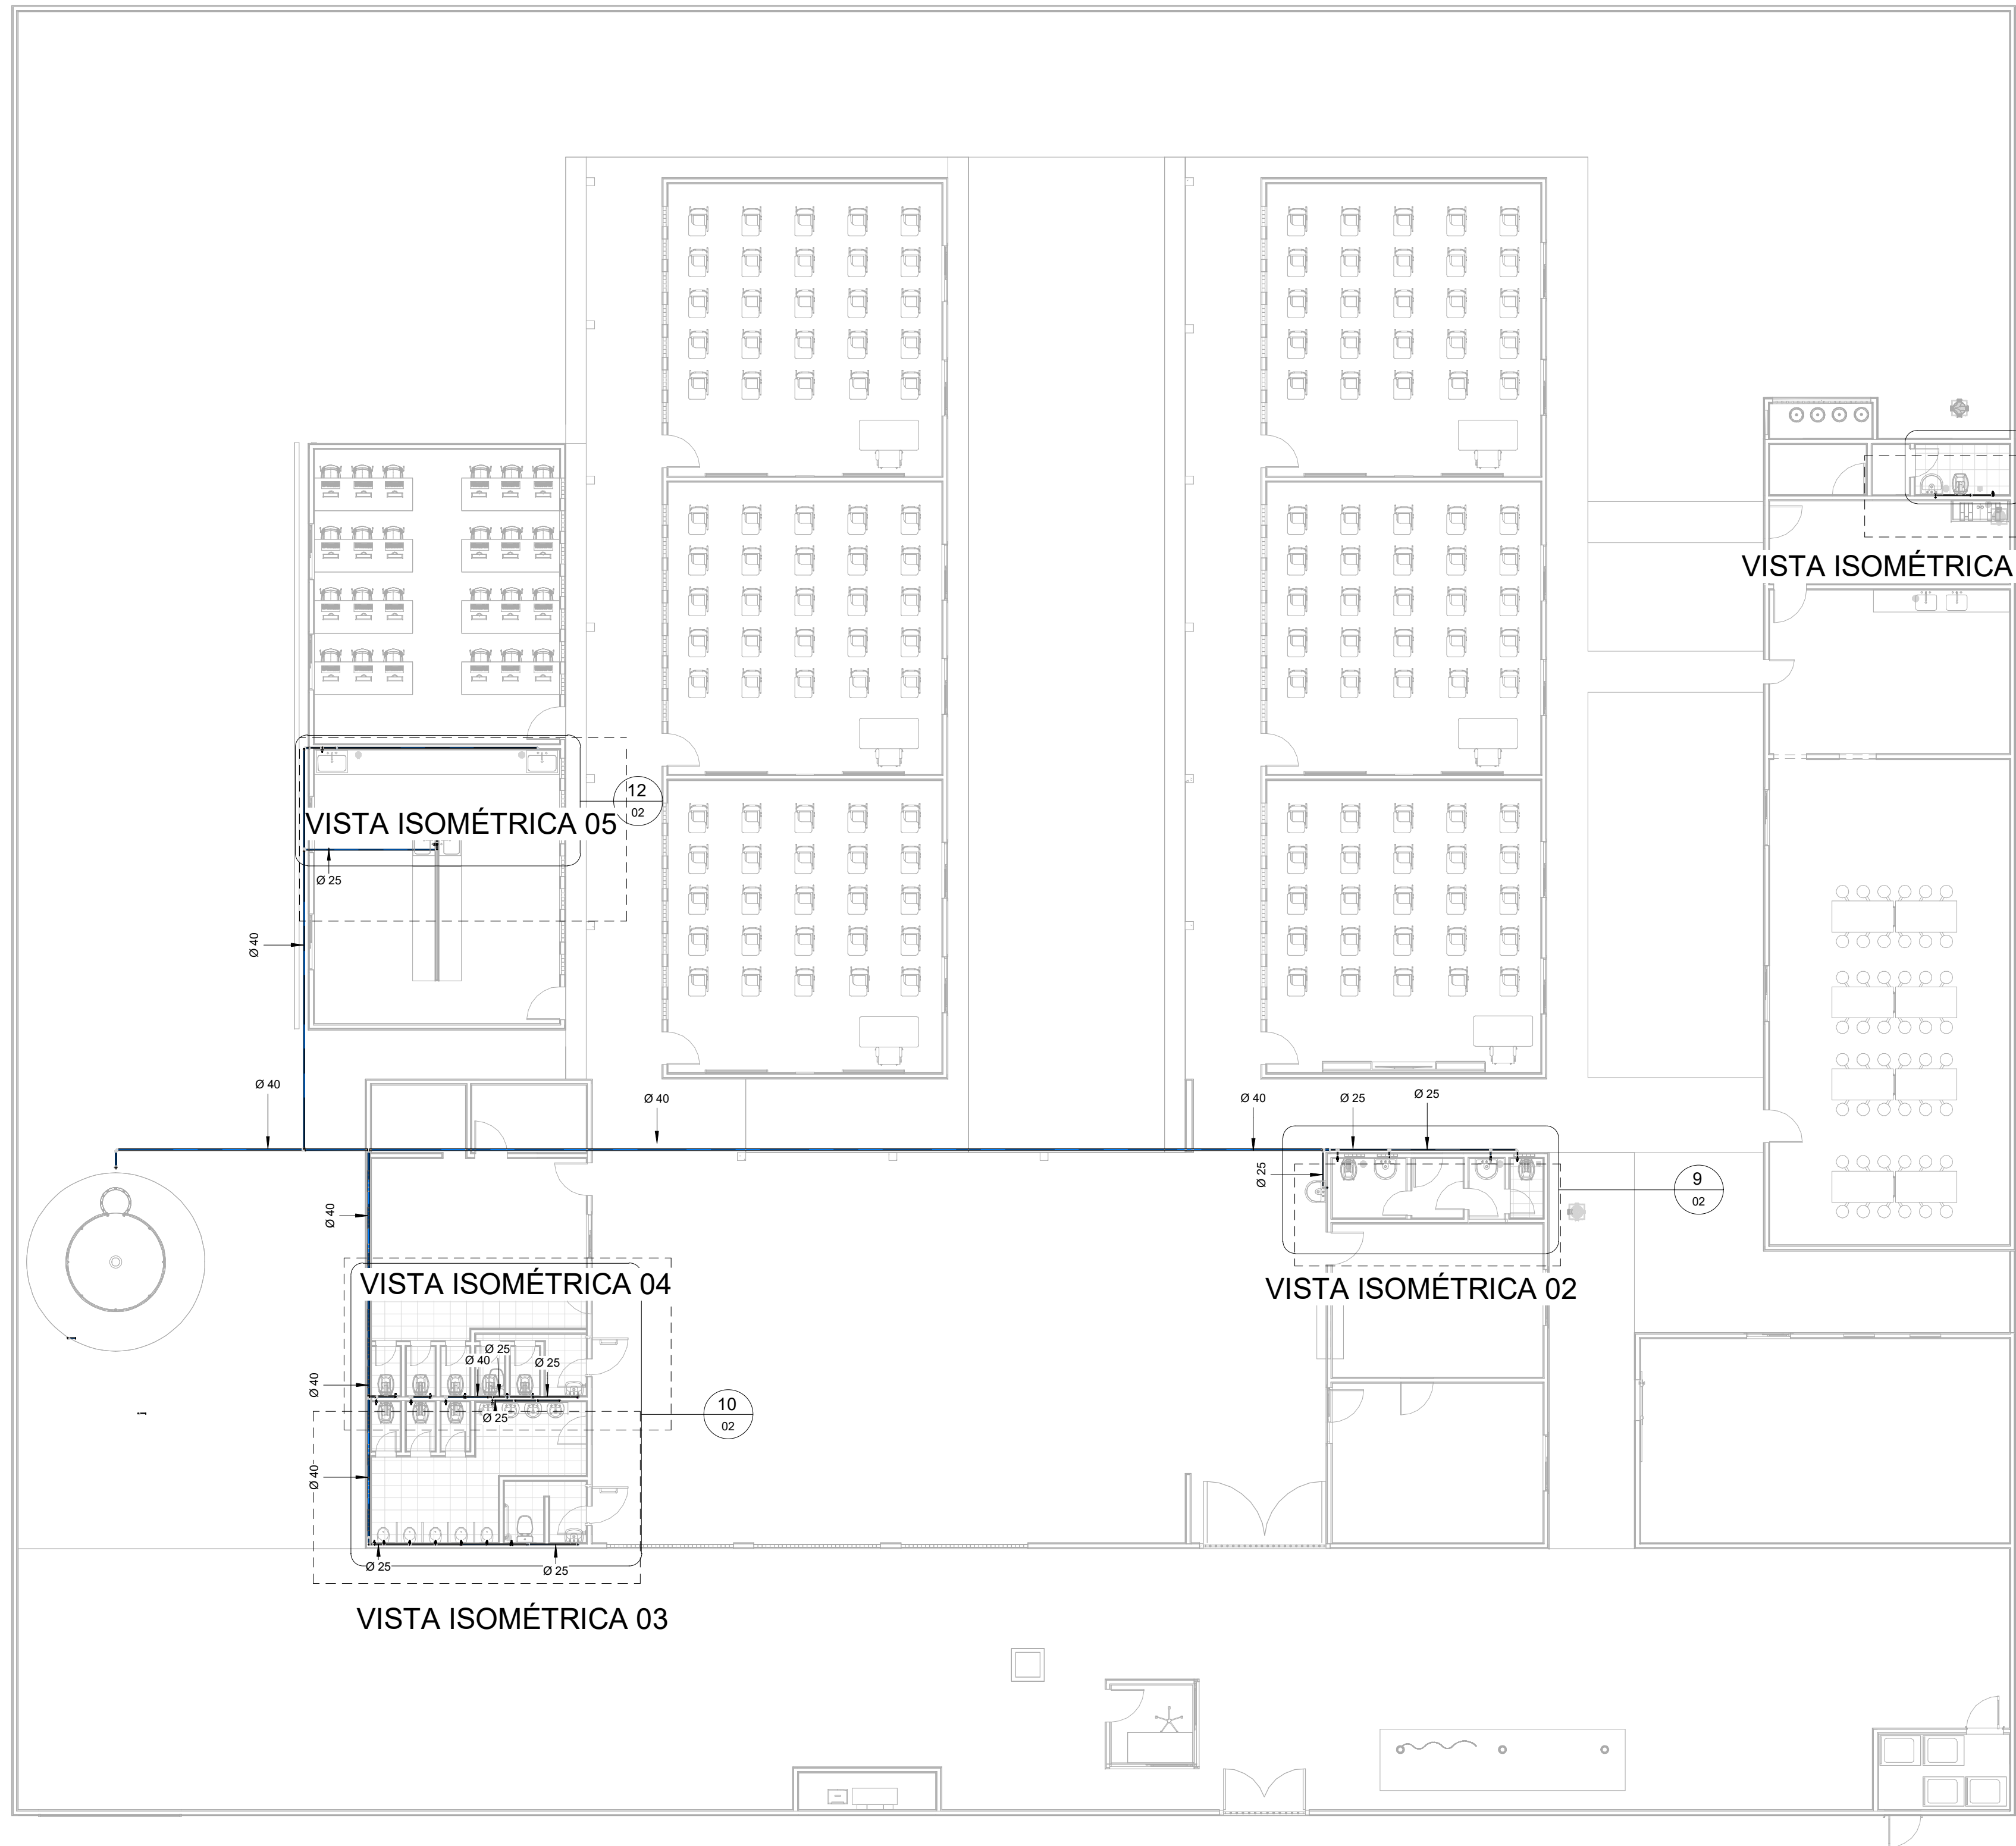 VISTA ISOMÉTRICA
12
02
VISTA ISOMÉTRICA 05
Ø 25
Ø 40
Ø 40
Ø 40
Ø 40
Ø 25
Ø 25
Ø 25
9
02
Ø 40
VISTA ISOMÉTRICA 04
VISTA ISOMÉTRICA 02
Ø 25
Ø 40
Ø 25
Ø 40
10
02
Ø 25
Ø 40
Ø 25
Ø 25
VISTA ISOMÉTRICA 03